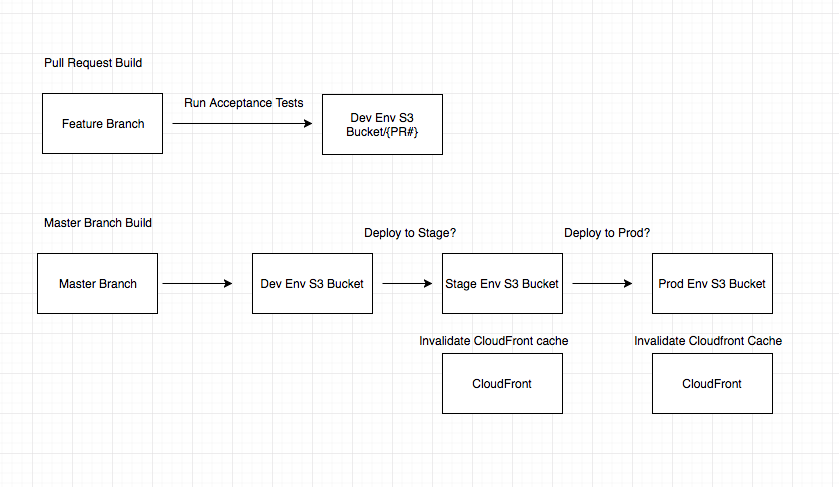 Pull Request Build
Run Acceptance Tests
Feature Branch
Dev Env S3
Bucket/{PR#}
Master Branch Build
Deploy to Stage?
Deploy to Prod?
Master Branch
Dev Env S3 Bucket
Stage Env S3 Bucket
Prod Env S3 Bucket
Invalidate CloudFront cache
Invalidate Cloudfront Cache
CloudFront
CloudFront